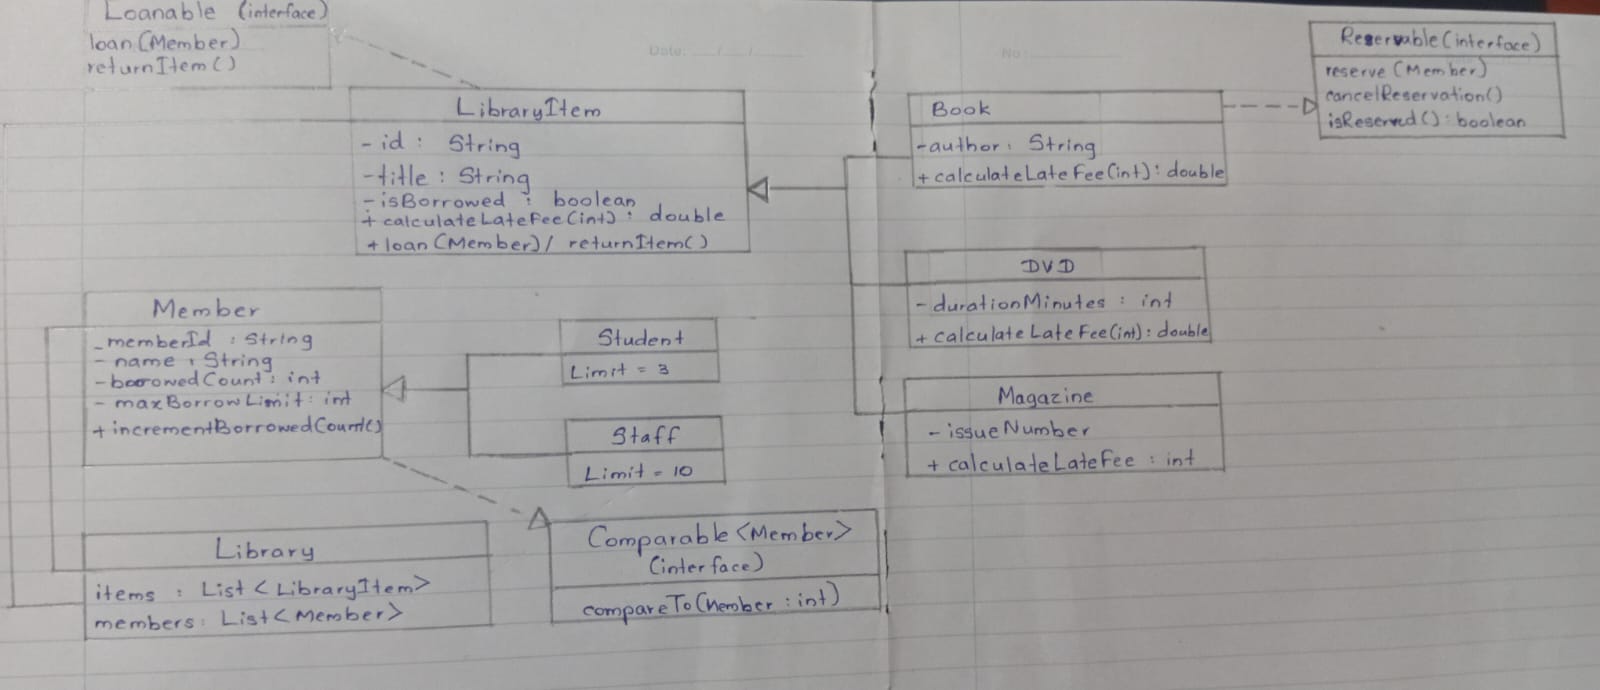 Loanable (interface)
loan(Member)
returnItem()
Date: __/__/__
No:
LibraryItem
- id : String
- title : String
- isBorrowed : boolean
+ calculateLateFee(int) : double
+ loan(Member) / returnItem()
Book
- author : String
+ calculateLateFee(int) : double
Reservable(interface)
reserve (Member)
cancelReservation()
isReserved() : boolean
DVD
- durationMinutes : int
+ calculateLateFee(int) : double
Magazine
- issueNumber
+ calculateLateFee : int
Member
- memberId : String
- name : String
- borrowedCount : int
- maxBorrowLimit : int
+ incrementBorrowedCount()
Student
Limit = 3
Staff
Limit = 10
Library
items : List<LibraryItem>
members : List<Member>
Comparable<Member>
(interface)
compareTo(Member : int)